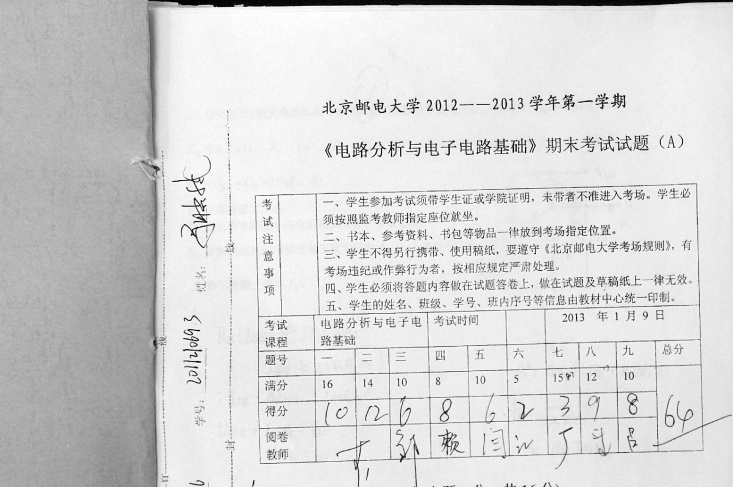 北京邮电大学2012——2013学年第一学期
《电路分析与电子电路基础》期末考试试题（A）
考试注意事项
一、学生参加考试须带学生证或学院证明，未带者不准进入考场。学生必
须按照监考教师指定座位就坐。
二、书本、参考资料、书包等物品一律放到考场指定位置。
三、学生不得另行携带、使用稿纸，要遵守《北京邮电大学考场规则》，有
考场违纪或作弊行为者，按相应规定严肃处理。
四、学生必须将答题内容做在试题答卷上，做在试题及草稿纸上一律无效。
五、学生的姓名、班级、学号、班内序号等信息由教材中心统一印制。
考试课程 电路分析与电子电路基础 考试时间 2013 年 1 月 9 日
题号 一 二 三 四 五 六 七 八 九 总分
满分 16 14 10 8 10 5 15 12 10
得分 10 12 6 8 6 2 3 9 8 64
阅卷教师 赖 闫 丁 吕
姓名：
学号：
线
封